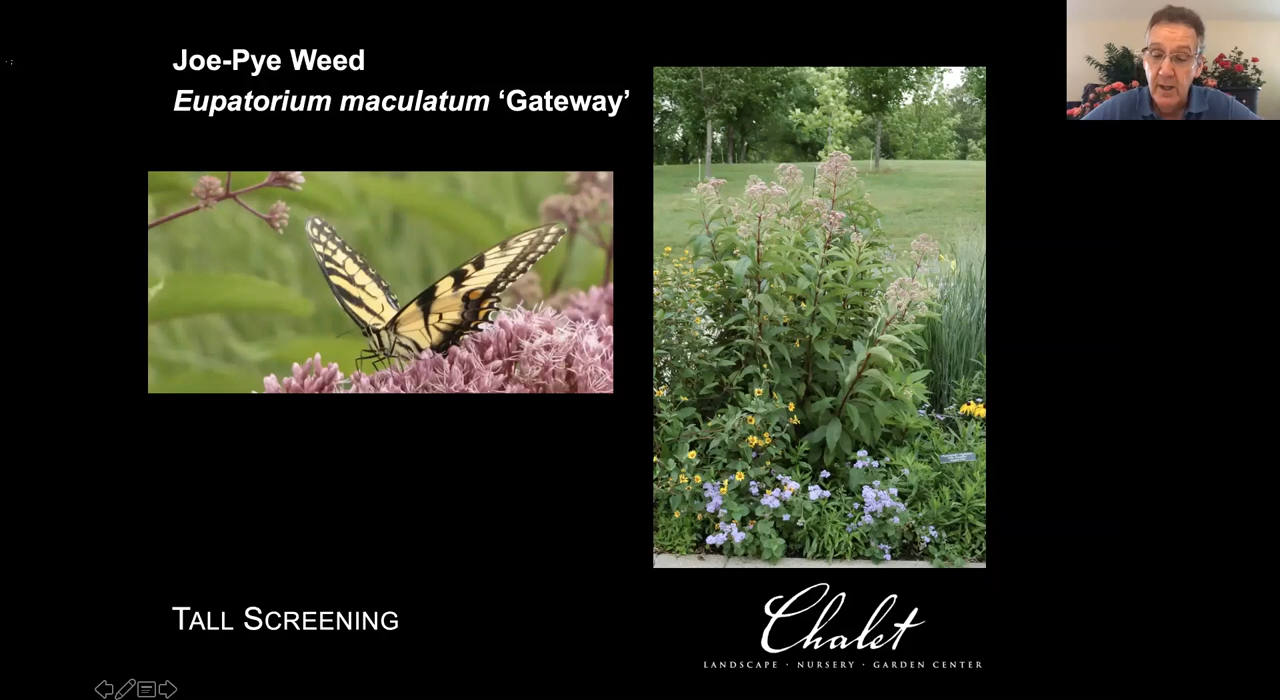 Joe-Pye Weed
Eupatorium maculatum ‘Gateway’
TALL SCREENING
Chalet
LANDSCAPE · NURSERY · GARDEN CENTER